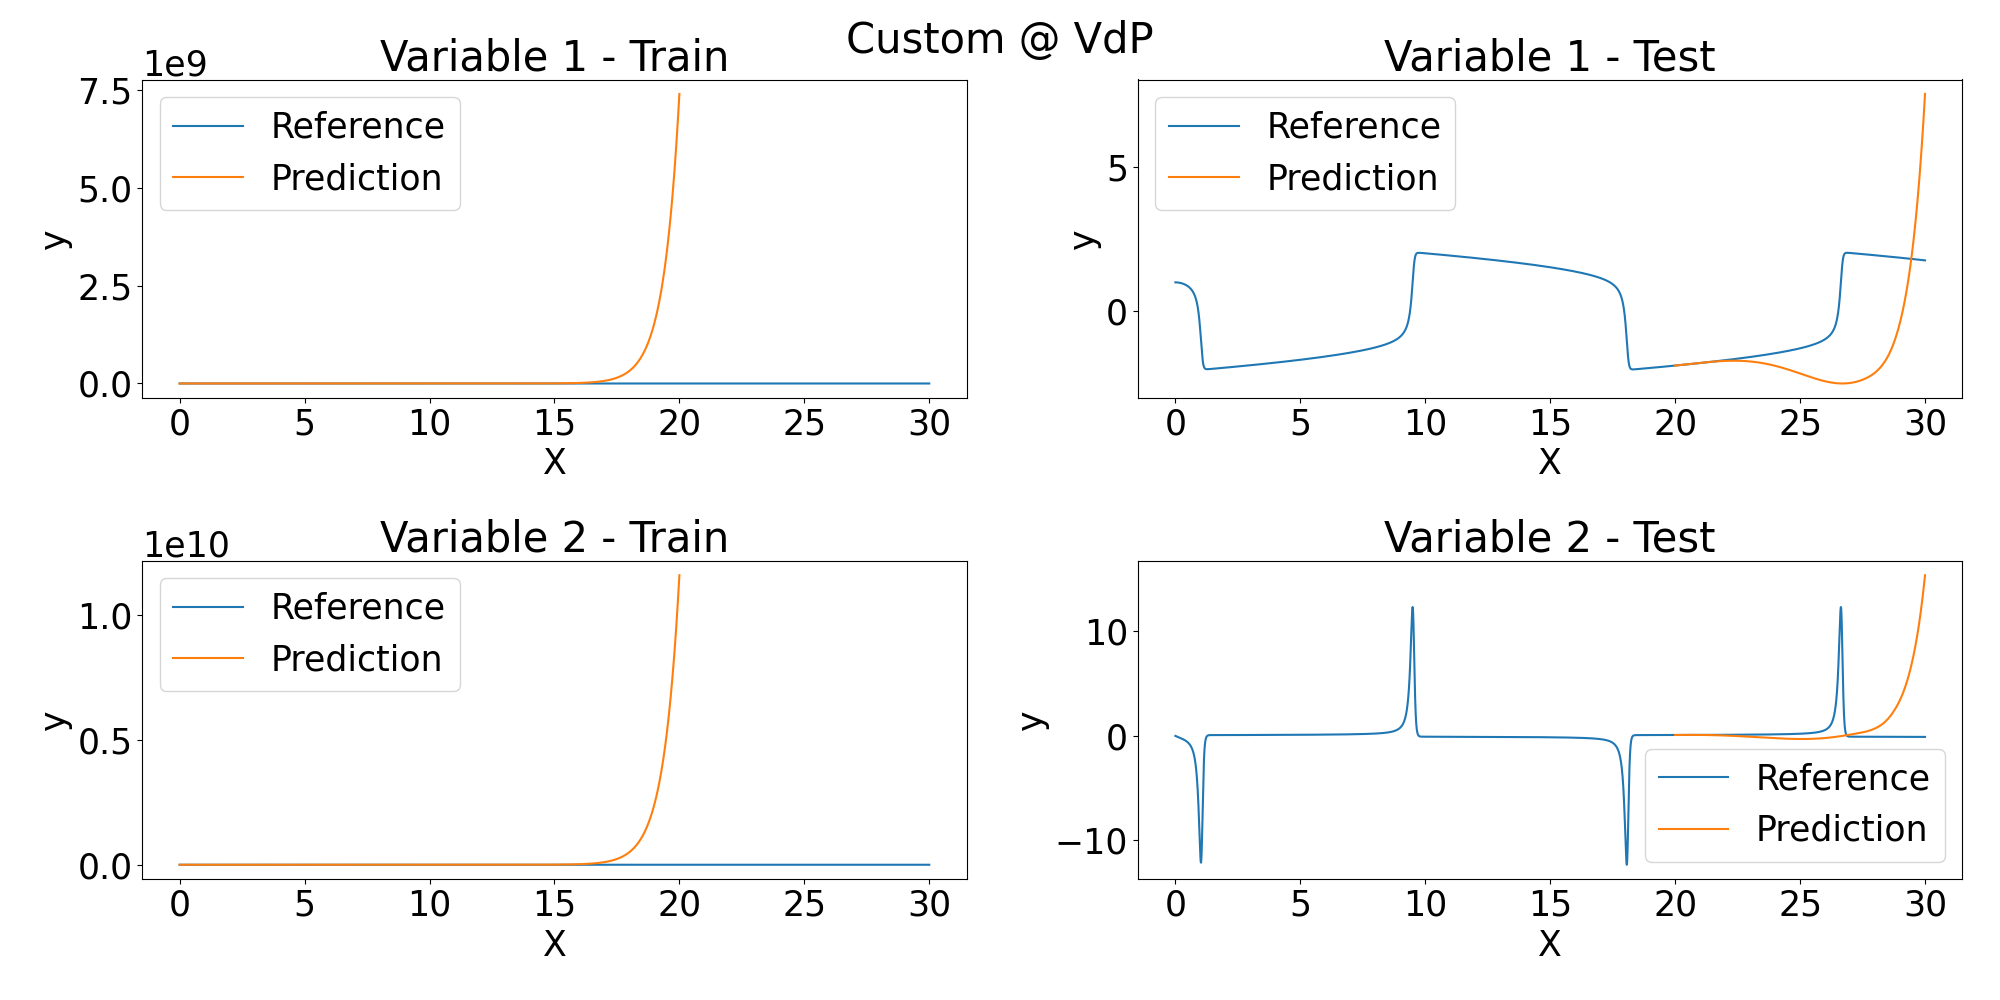 Custom @ VdP
Variable 1 - Train
1e9
7.5
5.0
2.5
0.0
y
Reference
Prediction
0 5 10 15 20 25 30
X
Variable 1 - Test
5
0
y
Reference
Prediction
0 5 10 15 20 25 30
X
Variable 2 - Train
1e10
1.0
0.5
0.0
y
Reference
Prediction
0 5 10 15 20 25 30
X
Variable 2 - Test
10
0
−10
y
Reference
Prediction
0 5 10 15 20 25 30
X